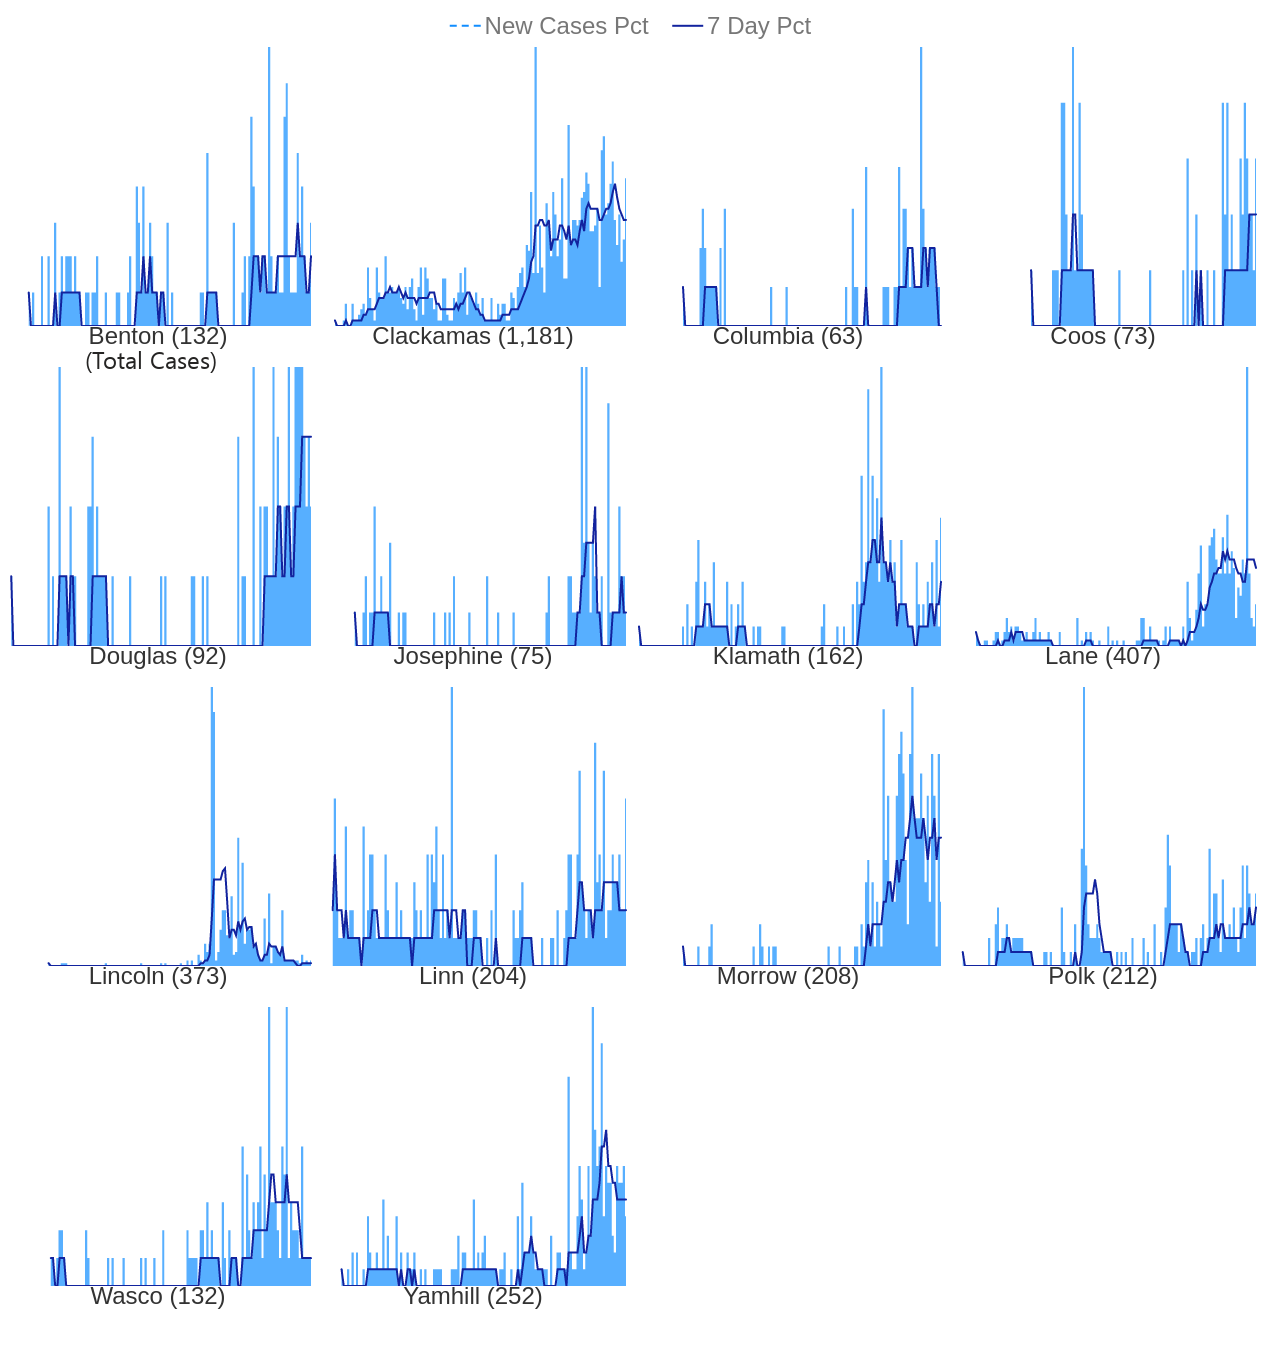 New Cases Pct 7 Day Pct
Benton (132) Clackamas (1,181) Columbia (63) Coos (73)
(Total Cases)
Douglas (92) Josephine (75) Klamath (162) Lane (407)
Lincoln (373) Linn (204) Morrow (208) Polk (212)
Wasco (132) Yamhill (252)